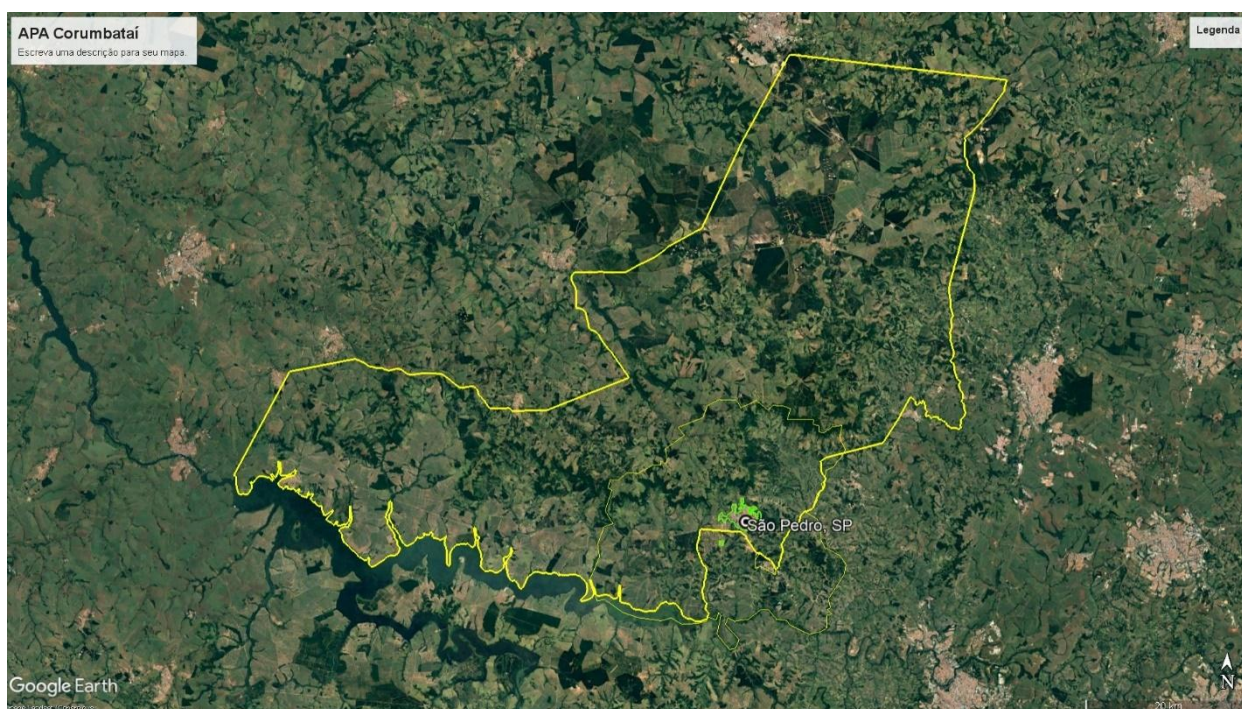 APA Corumbataí
Escreva uma descrição para seu mapa.
Legenda
São Pedro, SP
Google Earth
N
20 km